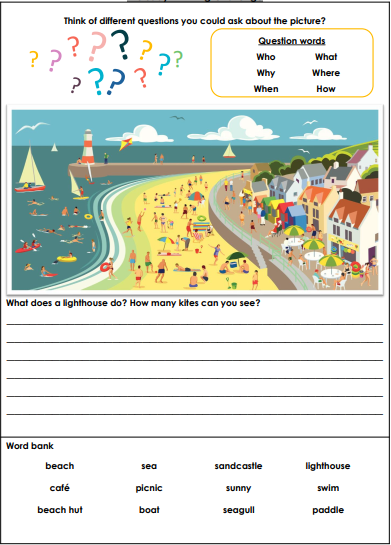 Think of different questions you could ask about the picture?
? ? ? ? ? ? ? ? ? ? ? ?
Question words
Who What
Why Where
When How
What does a lighthouse do? How many kites can you see?
Word bank
beach sea sandcastle lighthouse
café picnic sunny swim
beach hut boat seagull paddle